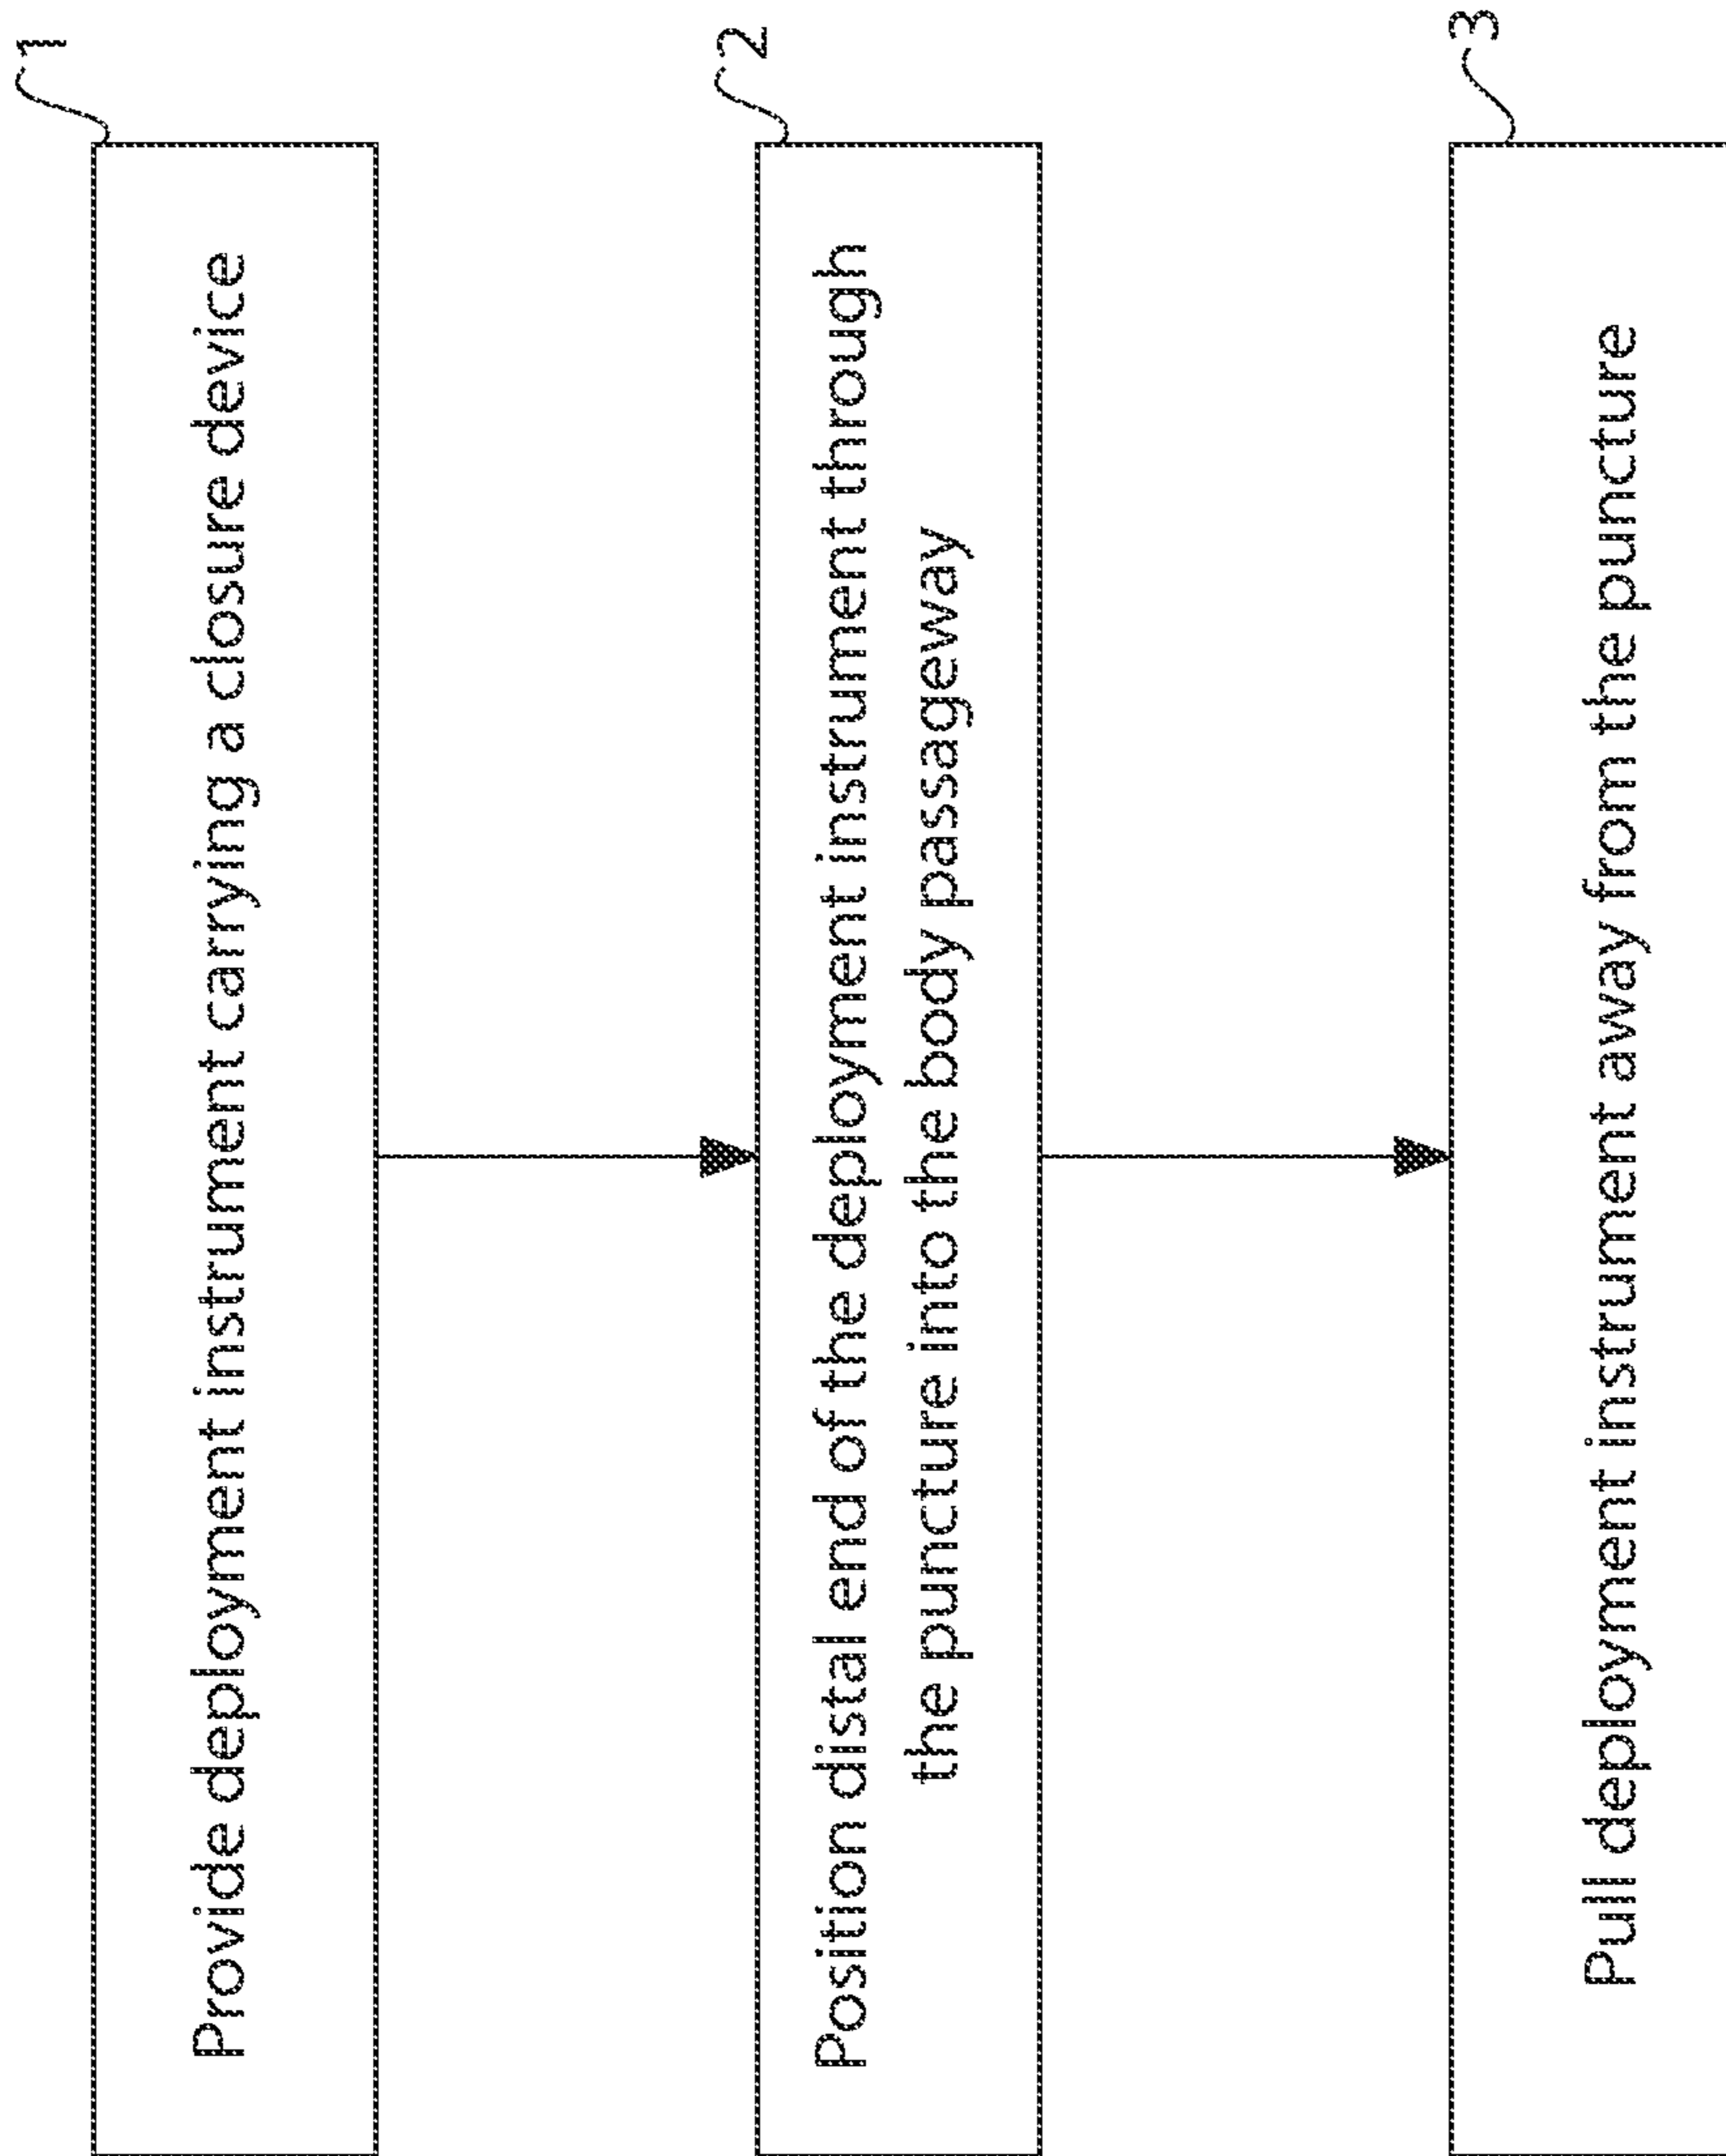 1
Provide deployment instrument carrying a closure device
2
Position distal end of the deployment instrument through
the puncture into the body passageway
3
Pull deployment instrument away from the puncture